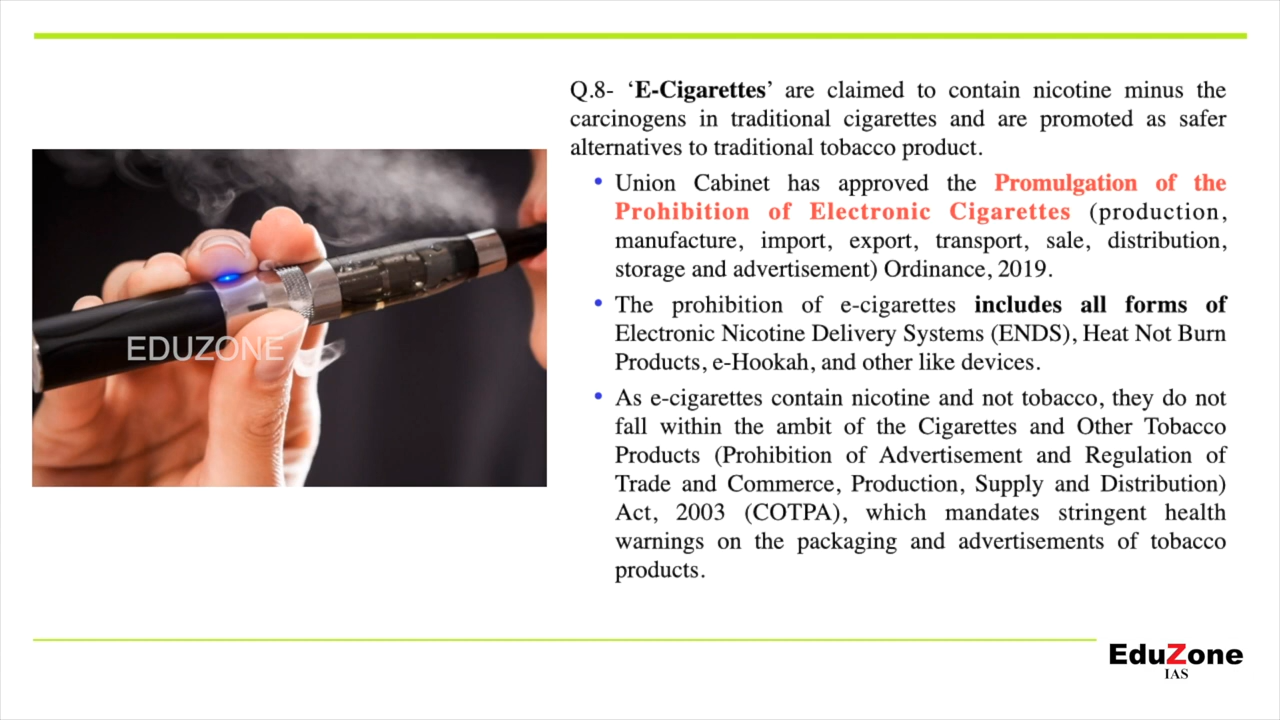 Q.8- ‘E-Cigarettes’ are claimed to contain nicotine minus the
carcinogens in traditional cigarettes and are promoted as safer
alternatives to traditional tobacco product.
• Union Cabinet has approved the Promulgation of the
Prohibition of Electronic Cigarettes (production,
manufacture, import, export, transport, sale, distribution,
storage and advertisement) Ordinance, 2019.
• The prohibition of e-cigarettes includes all forms of
Electronic Nicotine Delivery Systems (ENDS), Heat Not Burn
Products, e-Hookah, and other like devices.
• As e-cigarettes contain nicotine and not tobacco, they do not
fall within the ambit of the Cigarettes and Other Tobacco
Products (Prohibition of Advertisement and Regulation of
Trade and Commerce, Production, Supply and Distribution)
Act, 2003 (COTPA), which mandates stringent health
warnings on the packaging and advertisements of tobacco
products.
EDUZONE
EduZone
IAS